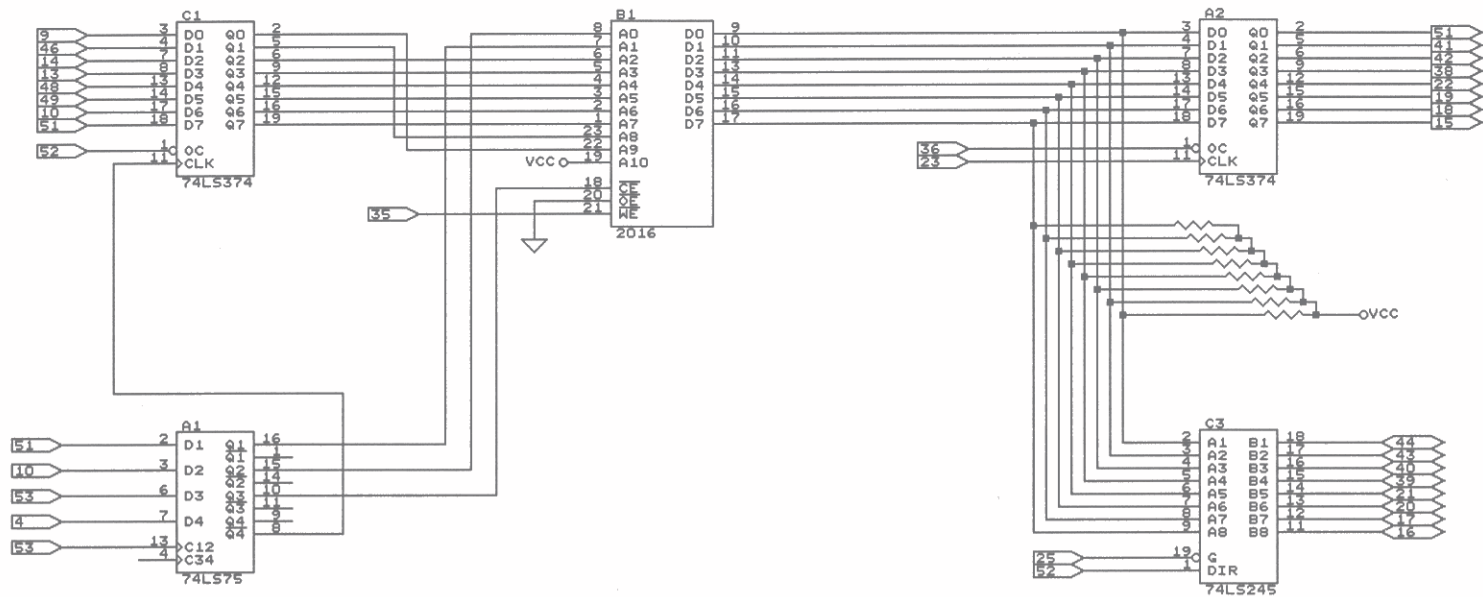 C1
9 3 D0 Q0 2
46 4 D1 Q1 5
14 7 D2 Q2 6
13 8 D3 Q3 9
48 13 D4 Q4 12
49 14 D5 Q5 15
10 17 D6 Q6 16
51 18 D7 Q7 19
52 1 OC
11 CLK
74LS374
B1
8 A0 D0 9
7 A1 D1 10
6 A2 D2 11
5 A3 D3 13
4 A4 D4 14
3 A5 D5 15
2 A6 D6 16
1 A7 D7 17
23 A8
22 A9
VCC 19 A10
18 CE
20 OE
35 21 WE
2016
A2
3 D0 Q0 2 51
4 D1 Q1 5 41
7 D2 Q2 6 42
8 D3 Q3 9 38
13 D4 Q4 12 22
14 D5 Q5 15 19
17 D6 Q6 16 18
18 D7 Q7 19 15
36 1 OC
23 11 CLK
74LS374
VCC
A1
51 2 D1 Q1 16
Q1 1
10 3 D2 Q2 15
Q2 14
53 6 D3 Q3 10
Q3 11
4 7 D4 Q4 9
Q4 8
53 13 C12
4 C34
74LS75
C3
2 A1 B1 18 44
3 A2 B2 17 43
4 A3 B3 16 40
5 A4 B4 15 39
6 A5 B5 14 21
7 A6 B6 13 20
8 A7 B7 12 17
9 A8 B8 11 16
25 19 G
52 1 DIR
74LS245